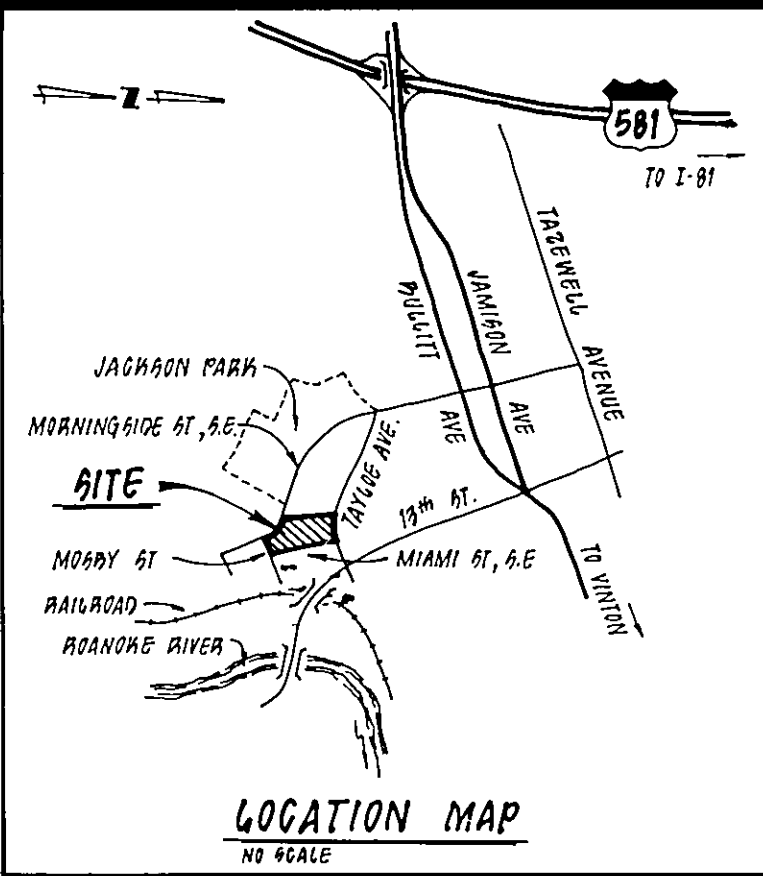 N
581
TO I-81
TAZEWELL AVENUE
JAMISON AVE
BULLITT AVE
JACKSON PARK
MORNINGSIDE ST, S.E.
TAYLOE AVE.
SITE
13th ST.
MOSBY ST
MIAMI ST, S.E
RAILROAD
TO VINTON
ROANOKE RIVER
LOCATION MAP
NO SCALE